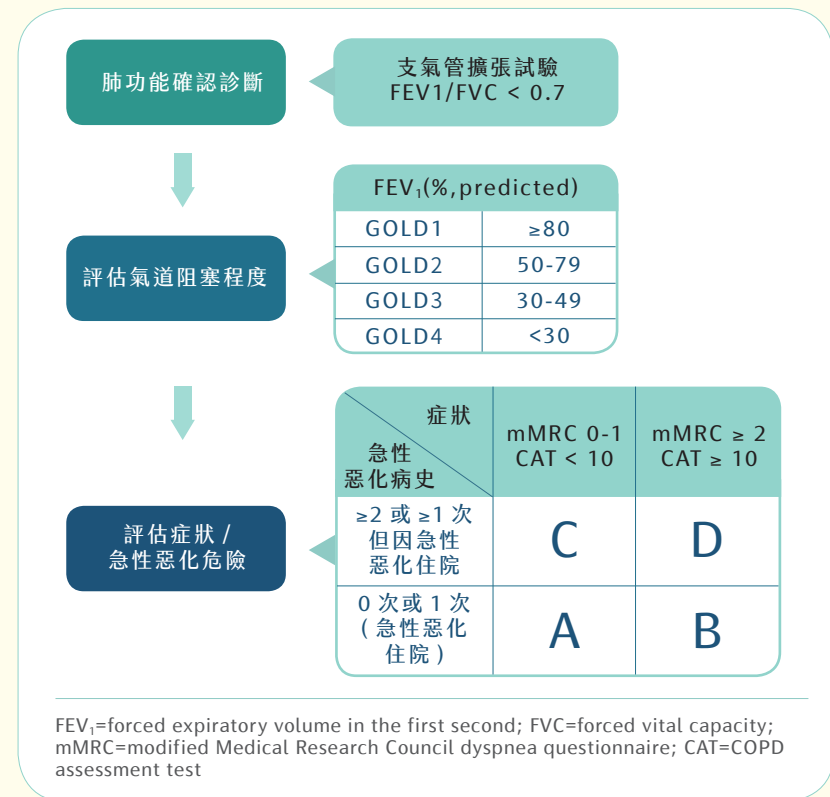 肺功能確認診斷
支氣管擴張試驗
FEV1/FVC < 0.7
FEV₁(%,predicted)
GOLD1 ≥80
評估氣道阻塞程度
GOLD2 50-79
GOLD3 30-49
GOLD4 <30
症狀
急性
惡化病史
mMRC 0-1
CAT < 10
mMRC ≥ 2
CAT ≥ 10
評估症狀 /
急性惡化危險
≥2 或 ≥1 次
但因急性
惡化住院
C D
0 次或 1 次
( 急性惡化
住院 )
A B
FEV₁=forced expiratory volume in the first second; FVC=forced vital capacity;
mMRC=modified Medical Research Council dyspnea questionnaire; CAT=COPD
assessment test